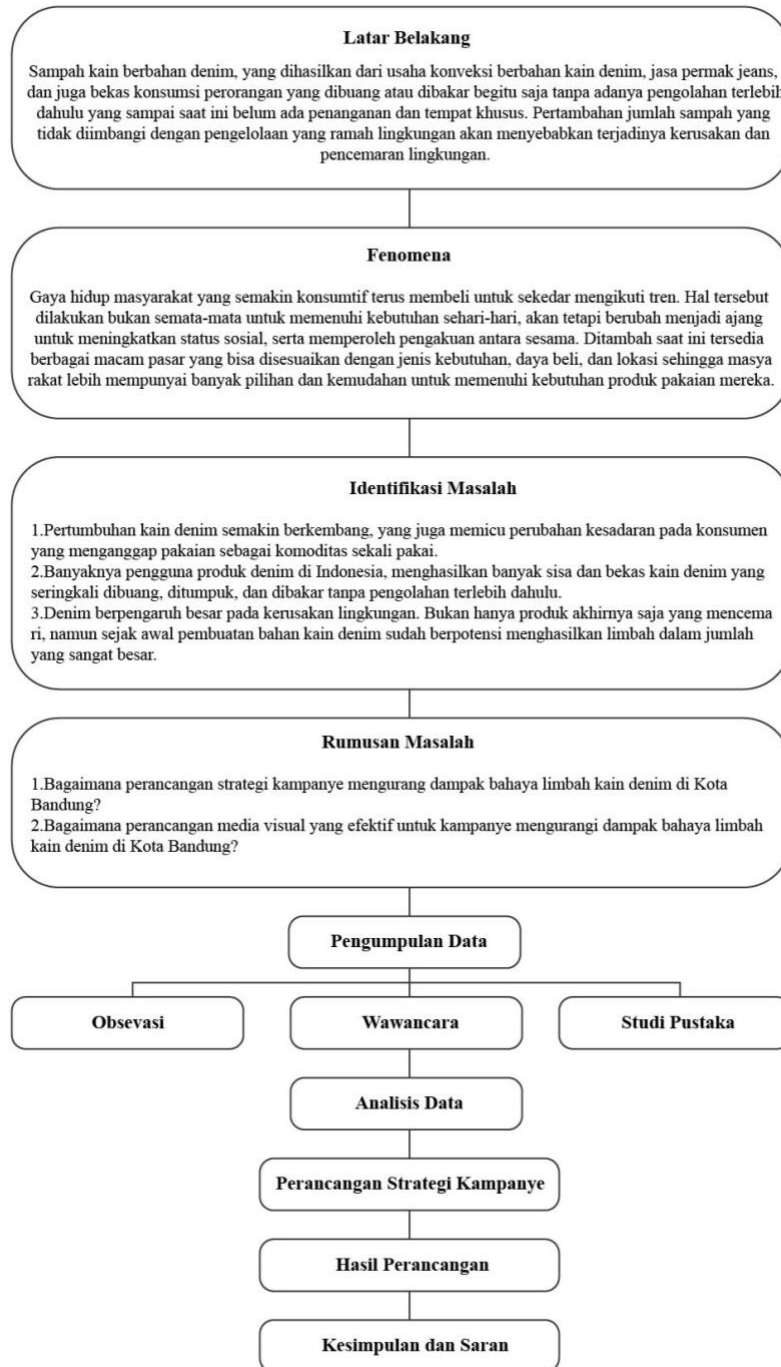 Latar Belakang
Sampah kain berbahan denim, yang dihasilkan dari usaha konveksi berbahan kain denim, jasa permak jeans,
dan juga bekas konsumsi perorangan yang dibuang atau dibakar begitu saja tanpa adanya pengolahan terlebih
dahulu yang sampai saat ini belum ada penanganan dan tempat khusus. Pertambahan jumlah sampah yang
tidak diimbangi dengan pengelolaan yang ramah lingkungan akan menyebabkan terjadinya kerusakan dan
pencemaran lingkungan.
Fenomena
Gaya hidup masyarakat yang semakin konsumtif terus membeli untuk sekedar mengikuti tren. Hal tersebut
dilakukan bukan semata-mata untuk memenuhi kebutuhan sehari-hari, akan tetapi berubah menjadi ajang
untuk meningkatkan status sosial, serta memperoleh pengakuan antara sesama. Ditambah saat ini tersedia
berbagai macam pasar yang bisa disesuaikan dengan jenis kebutuhan, daya beli, dan lokasi sehingga masya
rakat lebih mempunyai banyak pilihan dan kemudahan untuk memenuhi kebutuhan produk pakaian mereka.
Identifikasi Masalah
1.Pertumbuhan kain denim semakin berkembang, yang juga memicu perubahan kesadaran pada konsumen
yang menganggap pakaian sebagai komoditas sekali pakai.
2.Banyaknya pengguna produk denim di Indonesia, menghasilkan banyak sisa dan bekas kain denim yang
seringkali dibuang, ditumpuk, dan dibakar tanpa pengolahan terlebih dahulu.
3.Denim berpengaruh besar pada kerusakan lingkungan. Bukan hanya produk akhirnya saja yang mencema
ri, namun sejak awal pembuatan bahan kain denim sudah berpotensi menghasilkan limbah dalam jumlah
yang sangat besar.
Rumusan Masalah
1.Bagaimana perancangan strategi kampanye mengurang dampak bahaya limbah kain denim di Kota
Bandung?
2.Bagaimana perancangan media visual yang efektif untuk kampanye mengurangi dampak bahaya limbah
kain denim di Kota Bandung?
Pengumpulan Data
Obsevasi
Wawancara
Studi Pustaka
Analisis Data
Perancangan Strategi Kampanye
Hasil Perancangan
Kesimpulan dan Saran